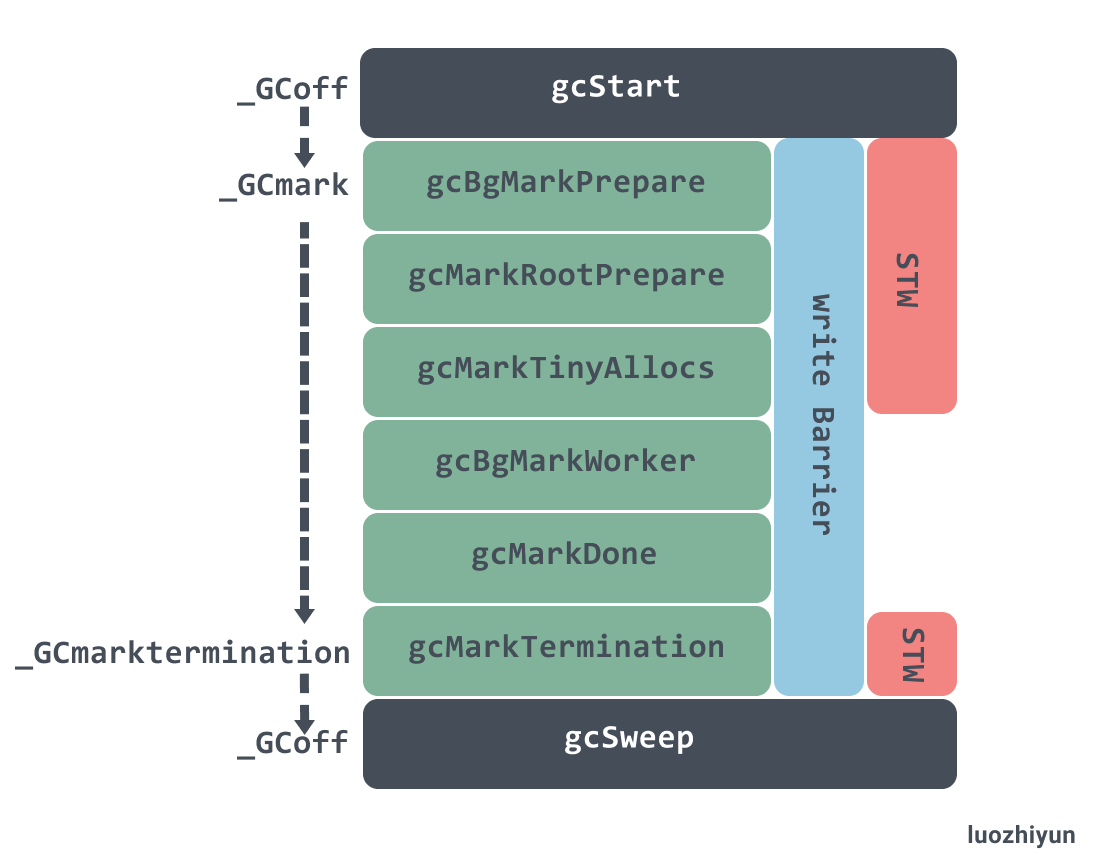 _GCoff
gcStart
_GCmark
gcBgMarkPrepare
gcMarkRootPrepare
gcMarkTinyAllocs
gcBgMarkWorker
gcMarkDone
_GCmarktermination
gcMarkTermination
write Barrier
STW
STW
_GCoff
gcSweep
luozhiyun